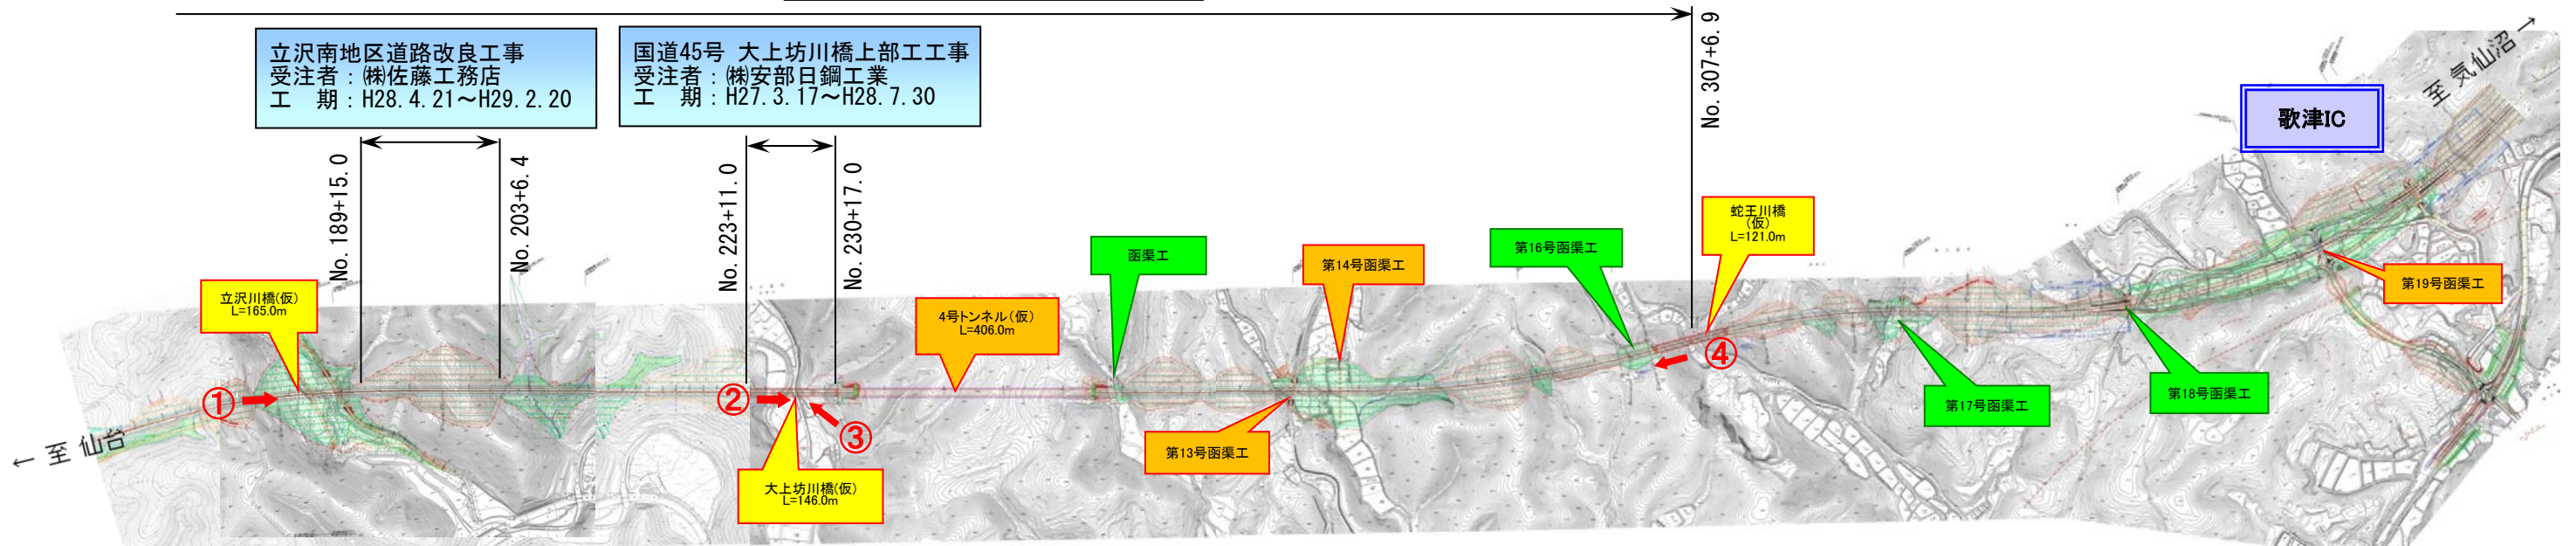 立沢南地区道路改良工事
受注者：㈱佐藤工務店
工　期：H28.4.21～H29.2.20
国道45号 大上坊川橋上部工工事
受注者：㈱安部日鋼工業
工　期：H27.3.17～H28.7.30
No.307+6.9
至 気仙沼→
歌津IC
No.189+15.0
No.203+6.4
No.223+11.0
No.230+17.0
蛇王川橋
(仮)
L=121.0m
函渠工
第14号函渠工
第16号函渠工
第19号函渠工
立沢川橋(仮)
L=165.0m
4号トンネル(仮)
L=406.0m
①
②
③
④
第13号函渠工
第17号函渠工
第18号函渠工
←至 仙台
大上坊川橋(仮)
L=146.0m